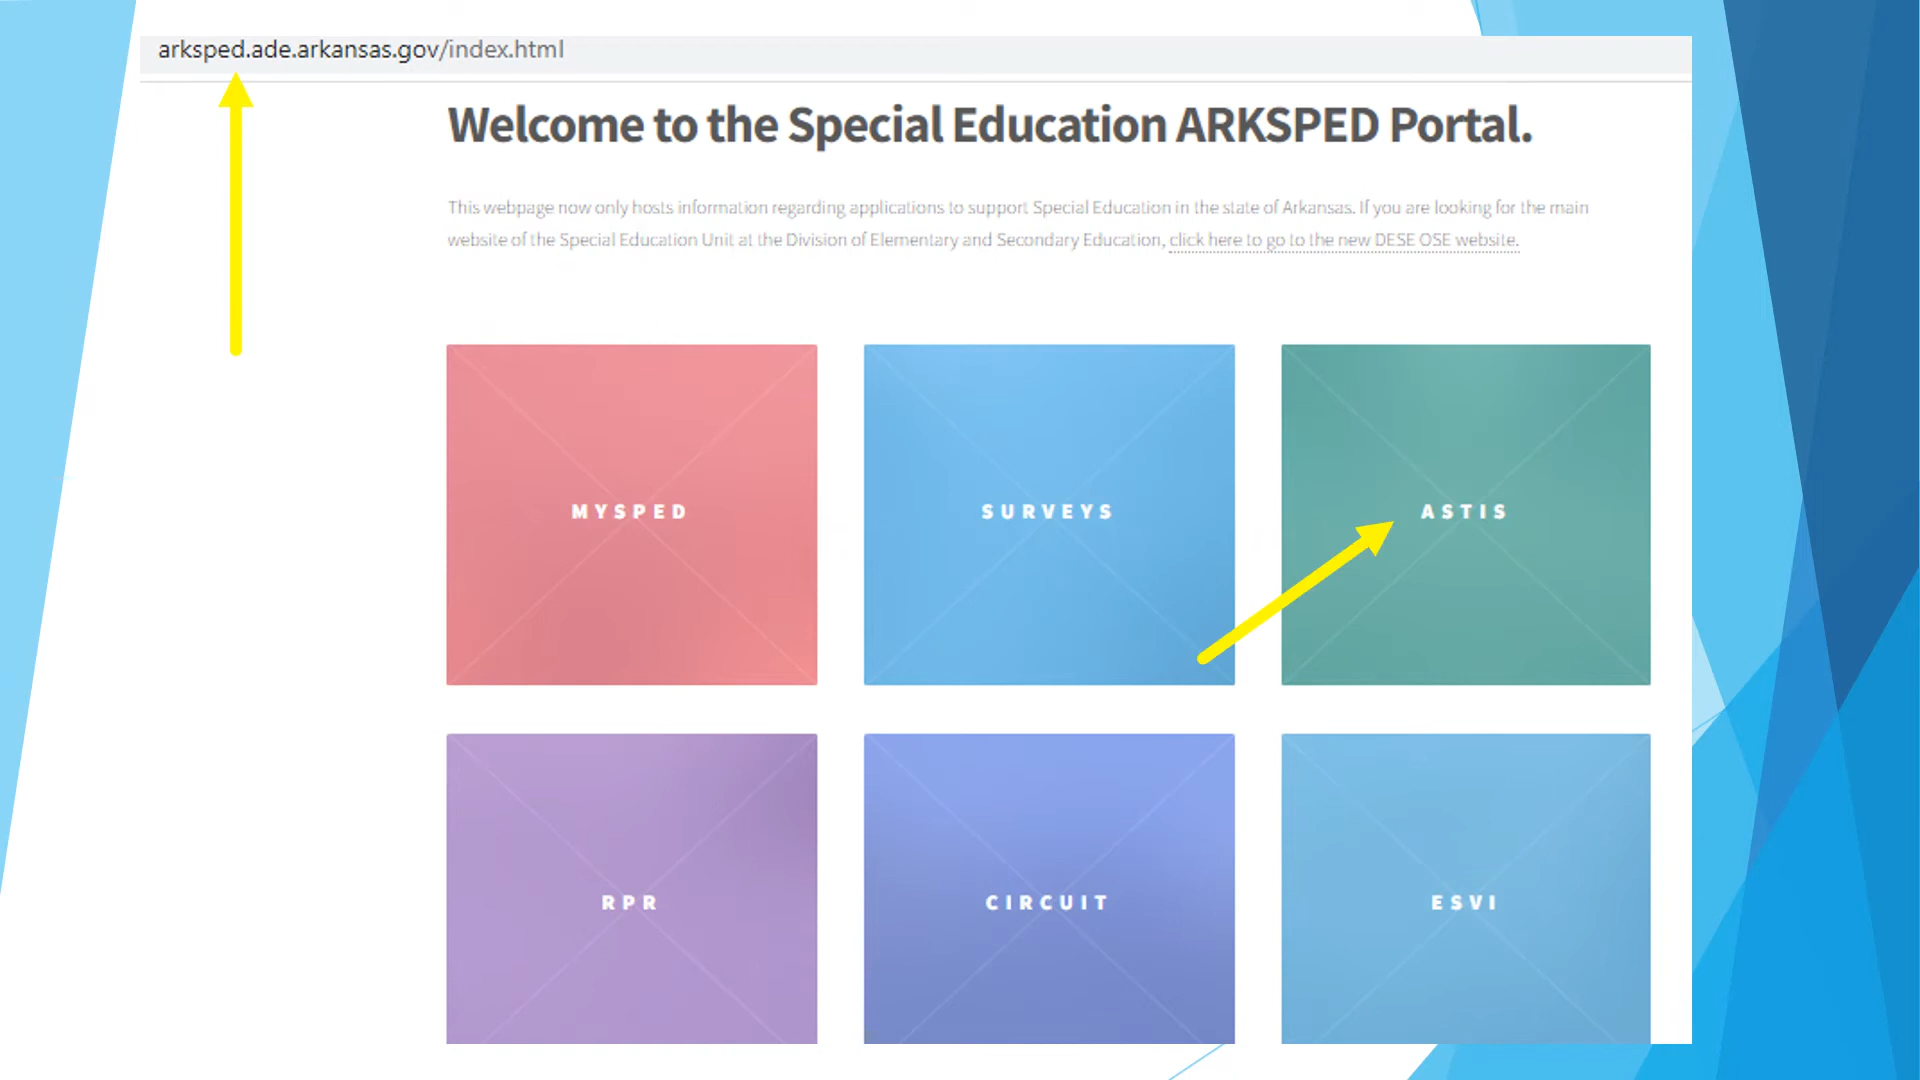 arksped.ade.arkansas.gov/index.html
Welcome to the Special Education ARKSPED Portal.
This webpage now only hosts information regarding applications to support Special Education in the state of Arkansas. If you are looking for the main
website of the Special Education Unit at the Division of Elementary and Secondary Education, click here to go to the new DESE OSE website.
MYSPED
SURVEYS
ASTIS
RPR
CIRCUIT
ESVI